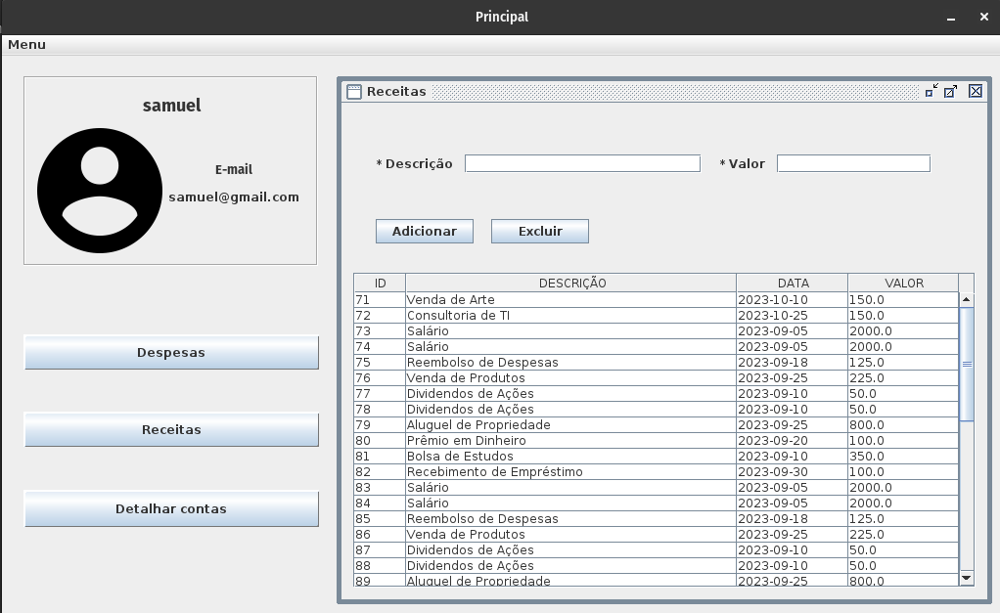 Principal
Menu
samuel
E-mail
samuel@gmail.com
Despesas
Receitas
Detalhar contas
Receitas
* Descrição * Valor
Adicionar Excluir
ID DESCRIÇÃO DATA VALOR
71 Venda de Arte 2023-10-10 150.0
72 Consultoria de TI 2023-10-25 150.0
73 Salário 2023-09-05 2000.0
74 Salário 2023-09-05 2000.0
75 Reembolso de Despesas 2023-09-18 125.0
76 Venda de Produtos 2023-09-25 225.0
77 Dividendos de Ações 2023-09-10 50.0
78 Dividendos de Ações 2023-09-10 50.0
79 Aluguel de Propriedade 2023-09-25 800.0
80 Prêmio em Dinheiro 2023-09-20 100.0
81 Bolsa de Estudos 2023-09-10 350.0
82 Recebimento de Empréstimo 2023-09-30 100.0
83 Salário 2023-09-05 2000.0
84 Salário 2023-09-05 2000.0
85 Reembolso de Despesas 2023-09-18 125.0
86 Venda de Produtos 2023-09-25 225.0
87 Dividendos de Ações 2023-09-10 50.0
88 Dividendos de Ações 2023-09-10 50.0
89 Aluguel de Propriedade 2023-09-25 800.0